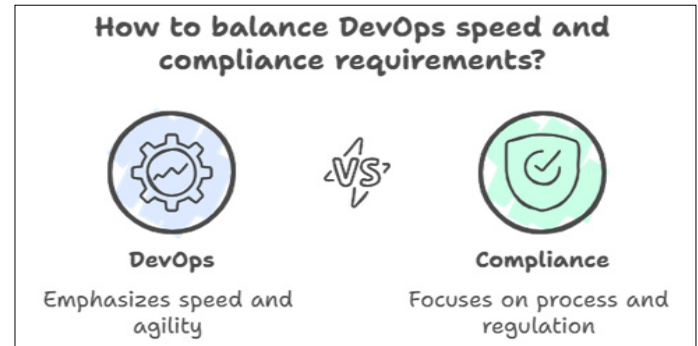 How to balance DevOps speed and
compliance requirements?
VS
DevOps
Compliance
Emphasizes speed and
agility
Focuses on process and
regulation